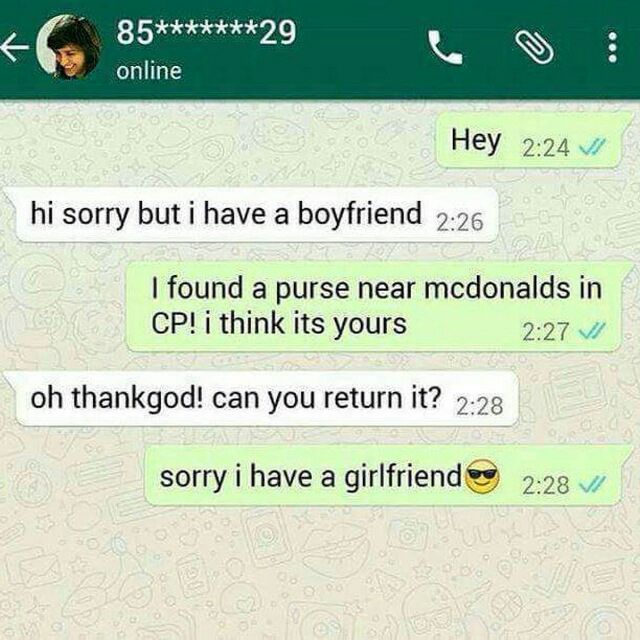 85*******29
online
Hey 2:24
hi sorry but i have a boyfriend 2:26
I found a purse near mcdonalds in
CP! i think its yours 2:27
oh thankgod! can you return it? 2:28
sorry i have a girlfriend😎 2:28